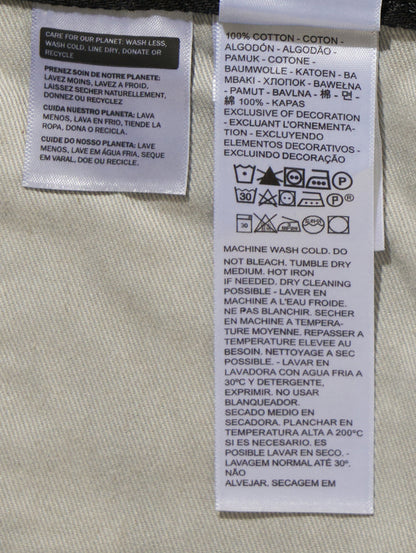 CARE FOR OUR PLANET: WASH LESS,
WASH COLD, LINE DRY, DONATE OR
RECYCLE
PRENEZ SOIN DE NOTRE PLANETE:
LAVEZ MOINS, LAVEZ A FROID,
LAISSEZ SECHER NATURELLEMENT,
DONNEZ OU RECYCLEZ
CUIDA NUESTRO PLANETA: LAVA
MENOS, LAVA EN FRIO, TIENDE LA
ROPA, DONA O RECICLA.
CUIDE DO NOSSO PLANETA: LAVE
MENOS, LAVE EM ÁGUA FRIA, SEQUE
EM VARAL, DOE OU RECICLE.
100% COTTON - COTON -
ALGODÓN - ALGODÃO -
PAMUK - COTONE -
BAUMWOLLE - KATOEN - BA
MBAKI - ХЛОПОК - BAWEŁNA
- PAMUT - BAVLNA - 棉 - 면 -
綿 100% - KAPAS
EXCLUSIVE OF DECORATION
- EXCLUANT L'ORNEMENTA-
TION - EXCLUYENDO
ELEMENTOS DECORATIVOS -
EXCLUINDO DECORAÇÃO
P
30 P
30
MACHINE WASH COLD. DO
NOT BLEACH. TUMBLE DRY
MEDIUM. HOT IRON
IF NEEDED. DRY CLEANING
POSSIBLE - LAVER EN
MACHINE A L'EAU FROIDE.
NE PAS BLANCHIR. SECHER
EN MACHINE A TEMPERA-
TURE MOYENNE. REPASSER A
TEMPERATURE ELEVEE AU
BESOIN. NETTOYAGE A SEC
POSSIBLE. - LAVAR EN
LAVADORA CON AGUA FRIA A
30ºC Y DETERGENTE,
EXPRIMIR. NO USAR
BLANQUEADOR.
SECADO MEDIO EN
SECADORA. PLANCHAR EN
TEMPERATURA ALTA A 200°C
SI ES NECESARIO. ES
POSIBLE LAVAR EN SECO. -
LAVAGEM NORMAL ATÉ 30º.
NÃO
ALVEJAR. SECAGEM EM